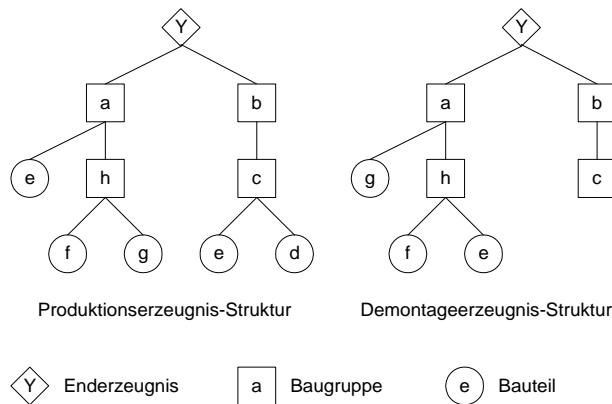 Y Y
a b a b
e h c g h c
f g e d f e
Produktionserzeugnis-Struktur Demontageerzeugnis-Struktur
Y Enderzeugnis a Baugruppe e Bauteil